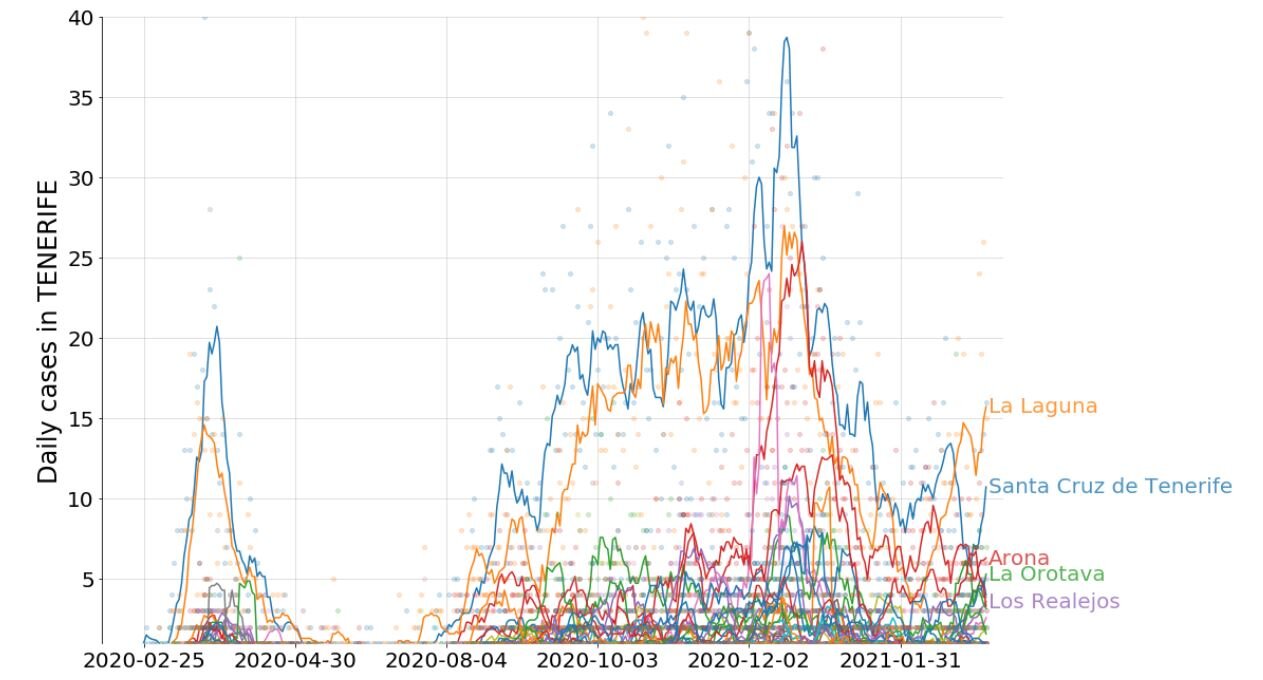 Daily cases in TENERIFE
40
35
30
25
20
15
10
5
La Laguna
Santa Cruz de Tenerife
Arona
La Orotava
Los Realejos
2020-02-25 2020-04-30 2020-08-04 2020-10-03 2020-12-02 2021-01-31